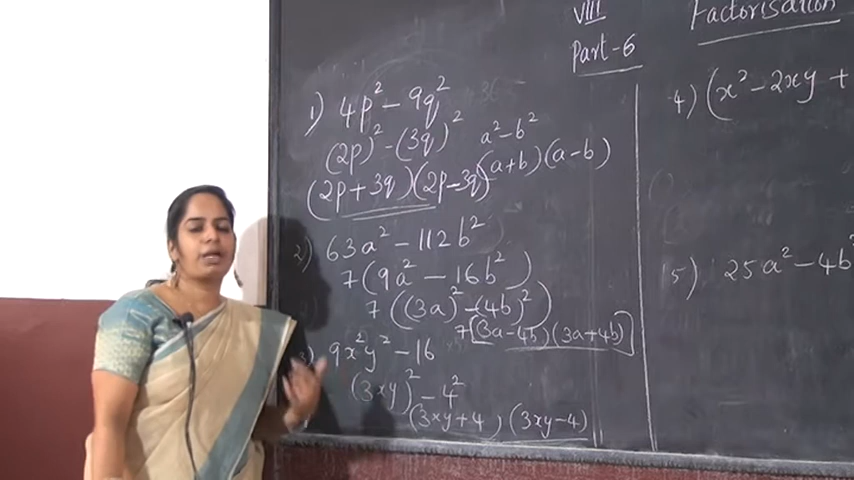 VIII
Factorisation
Part-6
1) 4p² - 9q²
(2p)² - (3q)² a² - b²
(2p + 3q)(2p - 3q) (a+b)(a-b)
2) 63a² - 112b²
7(9a² - 16b²)
7((3a)² - (4b)²)
7[(3a - 4b)(3a + 4b)]
3) 9x²y² - 16
(3xy)² - 4²
(3xy + 4) (3xy - 4)
4) (x² - 2xy +
5) 25a² - 4b²